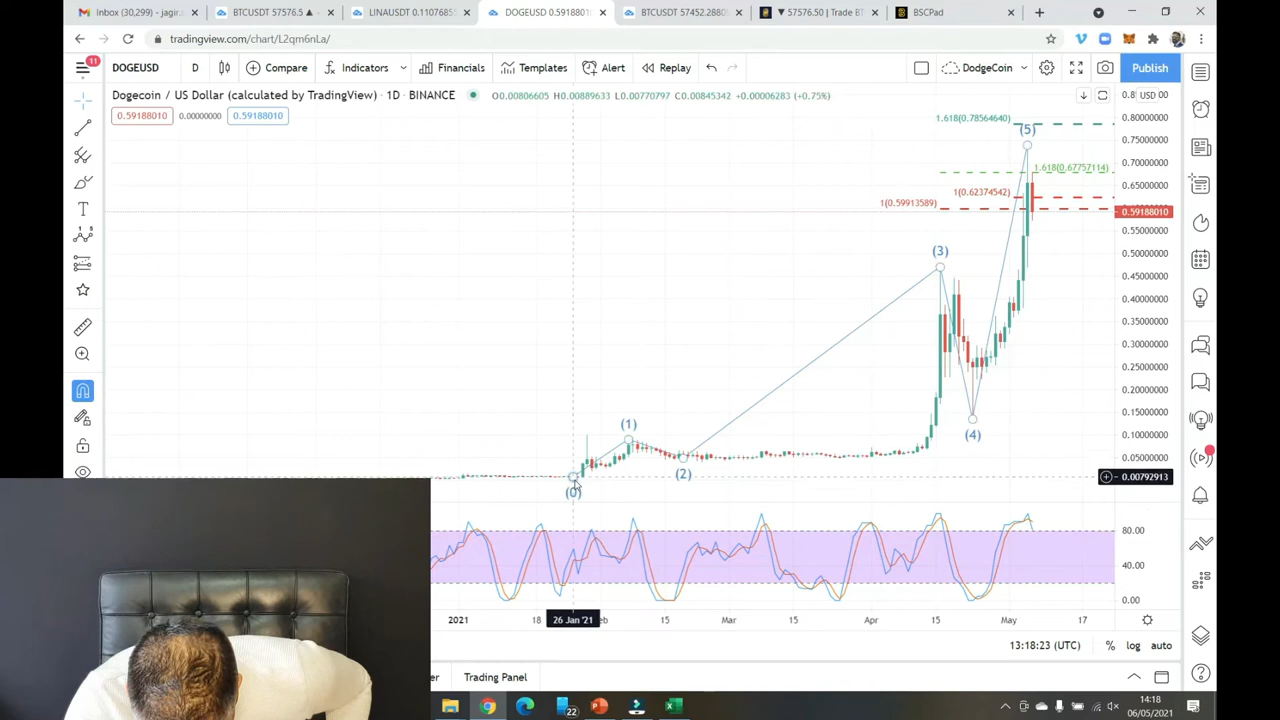 Inbox (30,299) - jagir.
BTCUSDT 57576.5 ▲
LINAUSDT 0.11076855
DOGEUSD 0.5918801
BTCUSDT 57452.2880
▼ 57576.50 | Trade BT
BSCPad
tradingview.com/chart/L2qm6nLa/
11
DOGEUSD
D
Compare
Indicators
Financials
Templates
Alert
Replay
DodgeCoin
Publish
Dogecoin / US Dollar (calculated by TradingView) · 1D · BINANCE
O0.00806605 H0.00889633 L0.00770797 C0.00845342 +0.00006283 (+0.75%)
USD
0.59188010
0.00000000
0.59188010
1.618(0.78564640)
(5)
1.618(0.67757114)
1(0.62374542)
1(0.59913589)
(3)
(1)
(2)
(4)
(0)
0.80000000
0.75000000
0.70000000
0.65000000
0.59188010
0.55000000
0.50000000
0.45000000
0.40000000
0.35000000
0.30000000
0.25000000
0.20000000
0.15000000
0.10000000
0.05000000
0.00792913
80.00
40.00
0.00
2021
18
26 Jan '21
15
Mar
15
Apr
15
May
17
13:18:23 (UTC)
%
log
auto
Trading Panel
22
14:18
06/05/2021